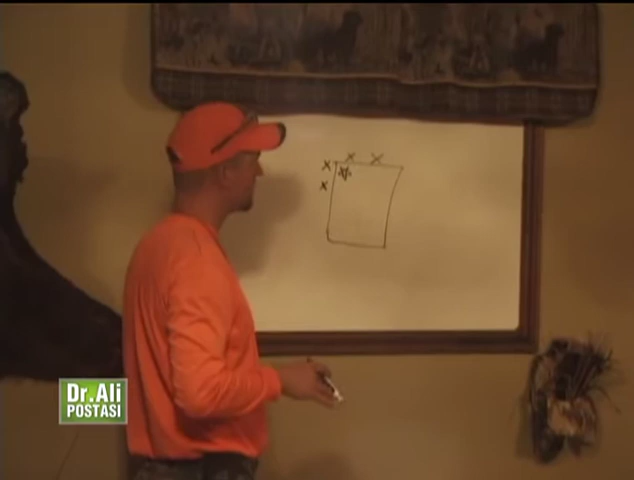 Dr.Ali
POSTASI
x x x
x